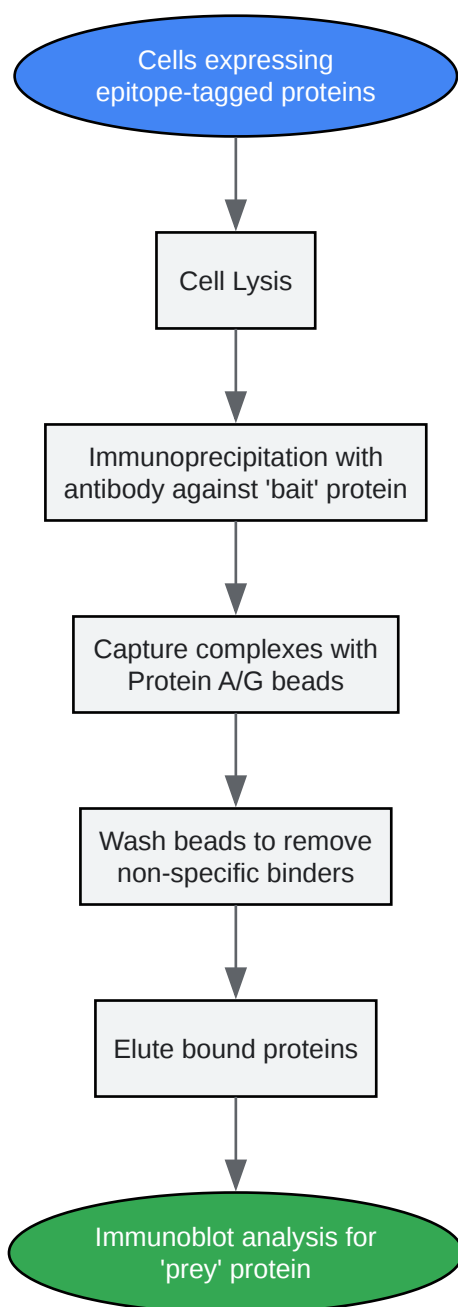 Cells expressing
epitope-tagged proteins
Cell Lysis
Immunoprecipitation with
antibody against 'bait' protein
Capture complexes with
Protein A/G beads
Wash beads to remove
non-specific binders
Elute bound proteins
Immunoblot analysis for
'prey' protein